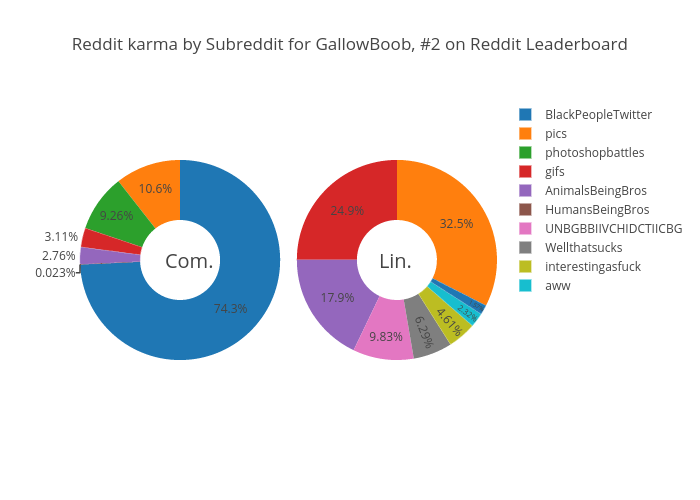 Reddit karma by Subreddit for GallowBoob, #2 on Reddit Leaderboard
BlackPeopleTwitter
pics
photoshopbattles
gifs
AnimalsBeingBros
HumansBeingBros
UNBGBBIIVCHIDCTIICBG
Wellthatsucks
interestingasfuck
aww
Com.
74.3%
10.6%
9.26%
3.11%
2.76%
0.023%
Lin.
32.5%
24.9%
17.9%
9.83%
6.29%
4.61%
2.32%